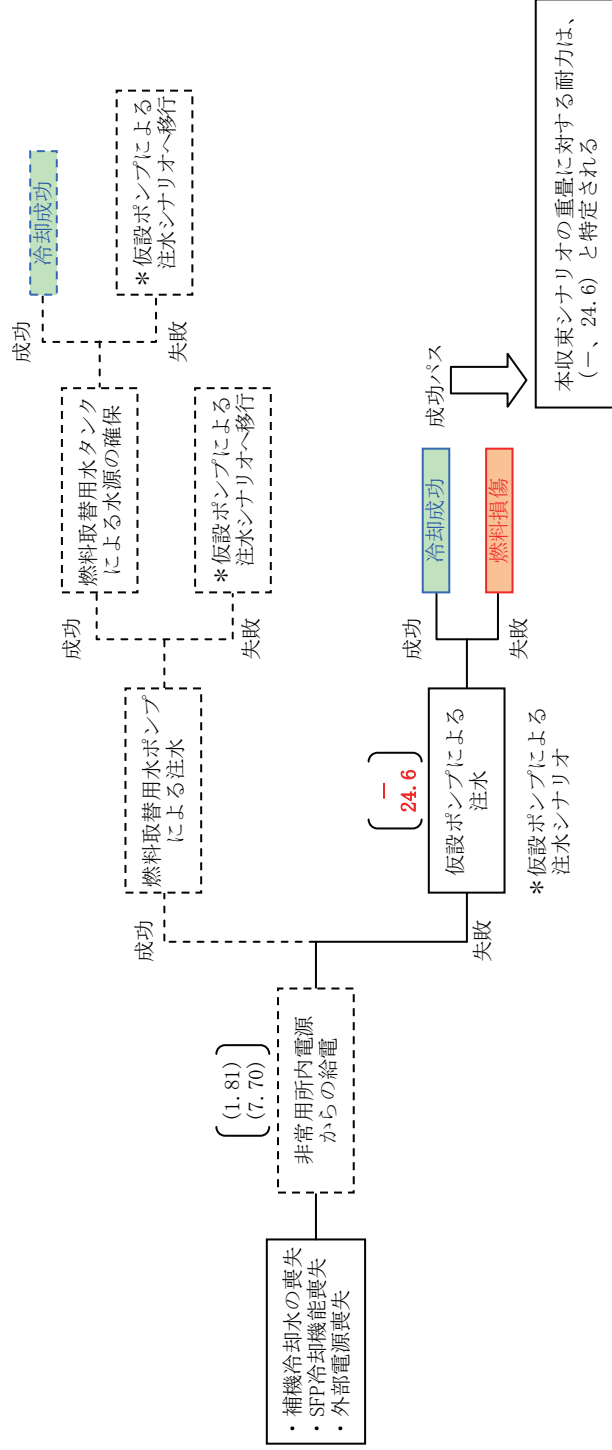 ・補機冷却水の喪失
・SFP冷却機能喪失
・外部電源喪失
(1.81)
(7.70)
非常用所内電源
からの給電
成功
燃料取替用水ポンプ
による注水
成功
燃料取替用水タンク
による水源の確保
成功
冷却成功
失敗
＊仮設ポンプによる
注水シナリオへ移行
失敗
＊仮設ポンプによる
注水シナリオへ移行
失敗
－
24.6
仮設ポンプによる
注水
＊仮設ポンプによる
注水シナリオ
成功
冷却成功
失敗
燃料損傷
成功パス
本収束シナリオの重畳に対する耐力は、
(－、24.6) と特定される